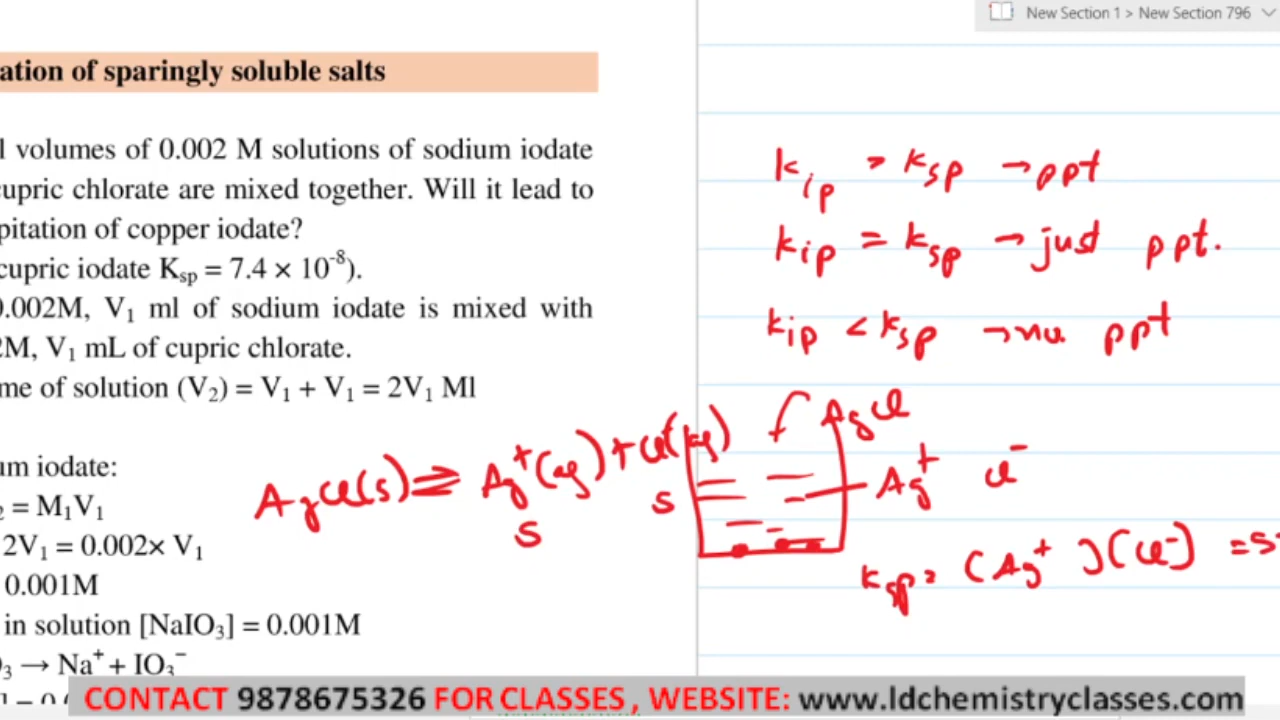 New Section 1 > New Section 796
ation of sparingly soluble salts
l volumes of 0.002 M solutions of sodium iodate
cupric chlorate are mixed together. Will it lead to
pitation of copper iodate?
cupric iodate Ksp = 7.4 × 10⁻⁸).
0.002M, V₁ ml of sodium iodate is mixed with
2M, V₁ mL of cupric chlorate.
me of solution (V₂) = V₁ + V₁ = 2V₁ Ml
um iodate:
₂ = M₁V₁
2V₁ = 0.002× V₁
0.001M
in solution [NaIO₃] = 0.001M
O₃ → Na⁺ + IO₃⁻
kip > ksp → ppt
kip = ksp → just ppt.
kip < ksp → no ppt
AgCl
AgCl(s) ⇌ Ag⁺(aq) + Cl⁻(aq)
s s
Ag⁺ Cl⁻
ksp = (Ag⁺)(Cl⁻) = s
CONTACT 9878675326 FOR CLASSES , WEBSITE: www.ldchemistryclasses.com